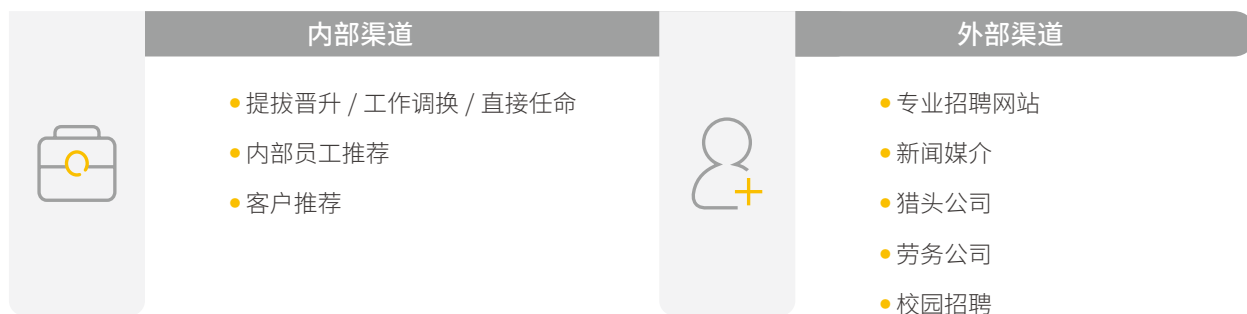 内部渠道
提拔晋升 / 工作调换 / 直接任命
内部员工推荐
客户推荐
外部渠道
专业招聘网站
新闻媒介
猎头公司
劳务公司
校园招聘